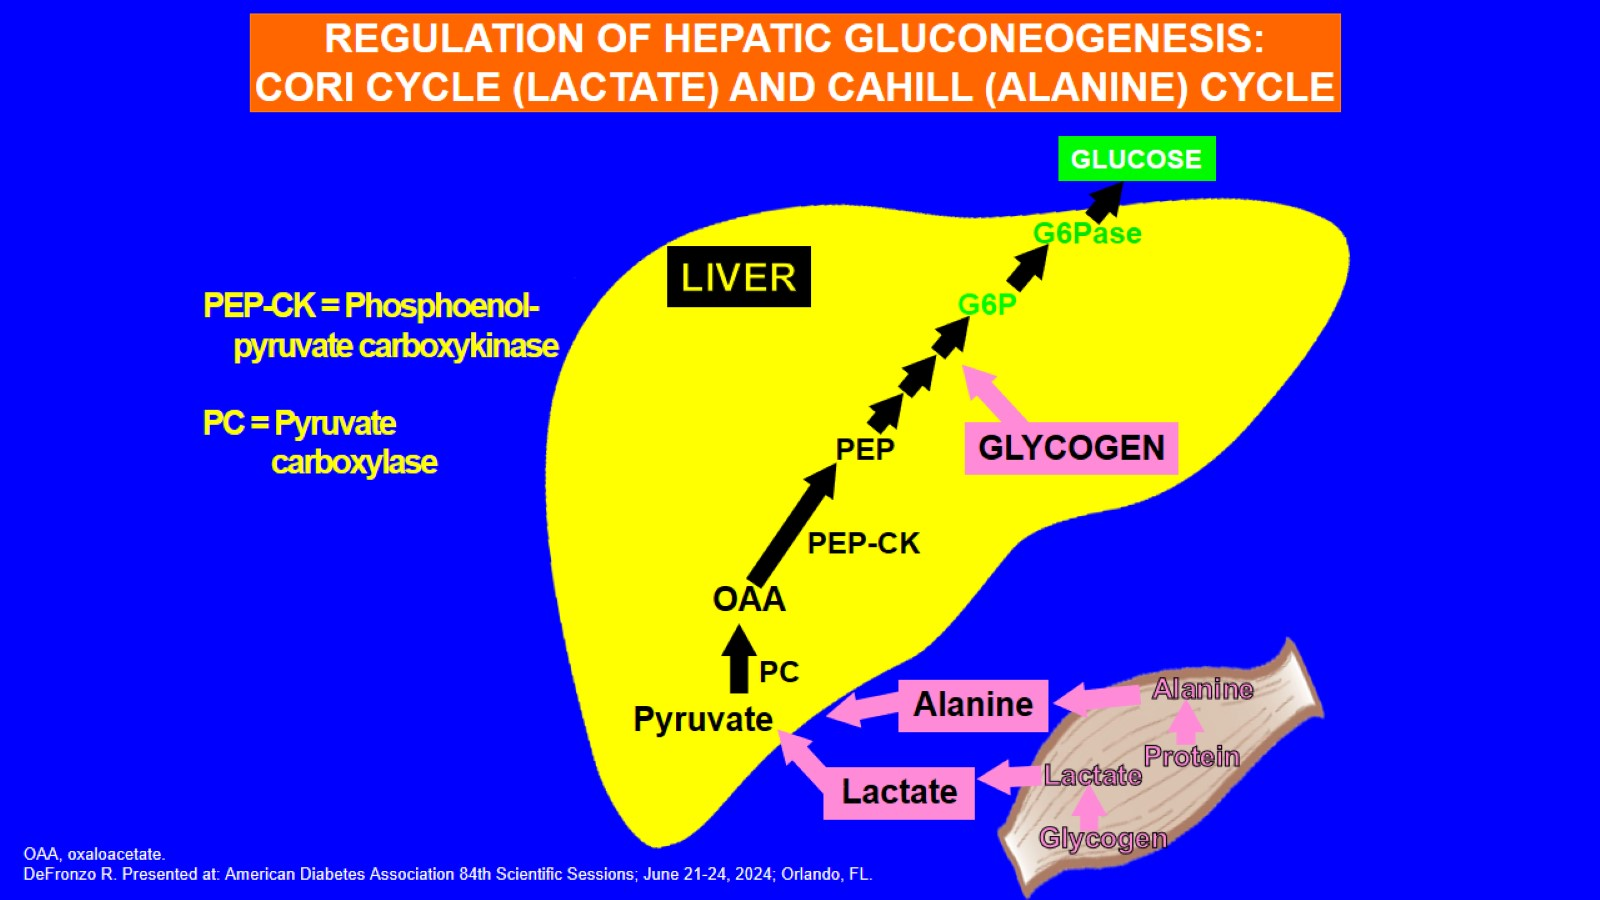 REGULATION OF HEPATIC GLUCONEOGENESIS:
CORI CYCLE (LACTATE) AND CAHILL (ALANINE) CYCLE
GLUCOSE
G6Pase
LIVER
G6P
PEP-CK = Phosphoenol-
pyruvate carboxykinase
PC = Pyruvate
carboxylase
PEP
GLYCOGEN
PEP-CK
OAA
PC
Pyruvate
Alanine
Alanine
Protein
Lactate
Lactate
Glycogen
OAA, oxaloacetate.
DeFronzo R. Presented at: American Diabetes Association 84th Scientific Sessions; June 21-24, 2024; Orlando, FL.